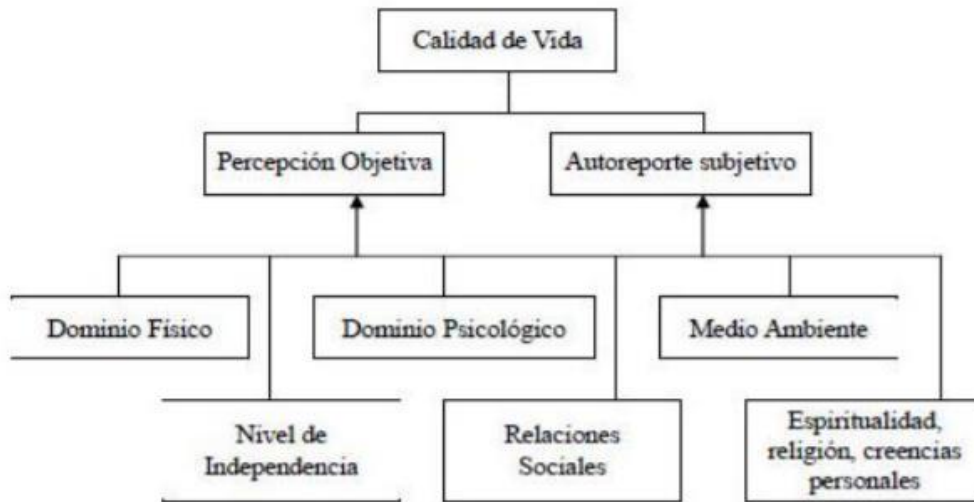 Calidad de Vida
Percepción Objetiva
Autoreporte subjetivo
Dominio Físico
Dominio Psicológico
Medio Ambiente
Nivel de
Independencia
Relaciones
Sociales
Espiritualidad,
religión, creencias
personales